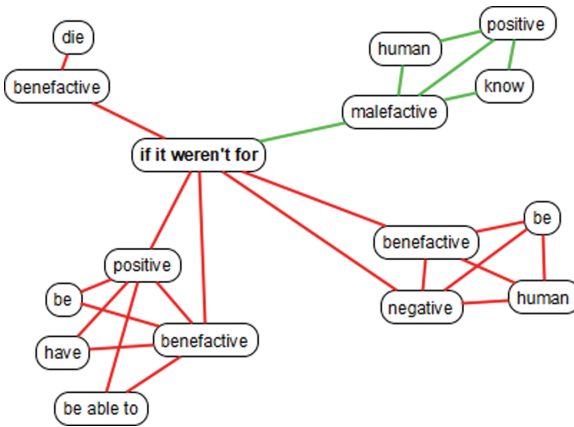 die
positive
human
benefactive
know
malefactive
if it weren't for
be
benefactive
positive
be
human
negative
benefactive
have
be able to